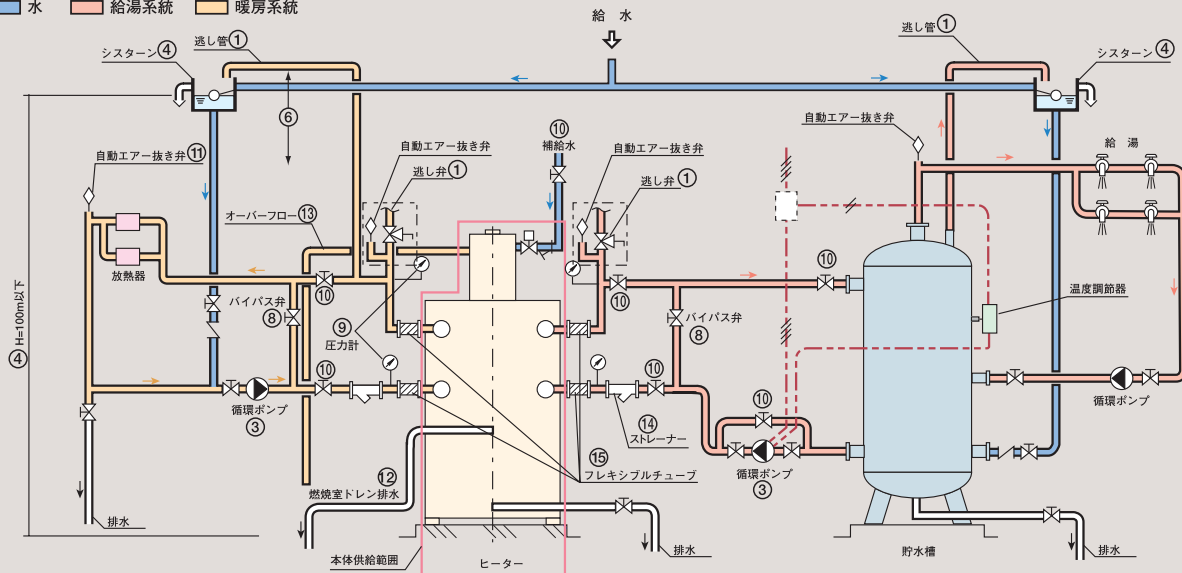 水 給湯系統 暖房系統
給 水
シスターン④
逃し管①
逃し管①
シスターン④
⑥
自動エアー抜き弁⑪
自動エアー抜き弁
逃し弁①
⑩
補給水
自動エアー抜き弁
逃し弁①
自動エアー抜き弁
給 湯
オーバーフロー⑬
放熱器
バイパス弁
⑧
⑩
⑨
圧力計
⑩
バイパス弁
⑧
⑩
温度調節器
④ H=100m以下
⑩
循環ポンプ
③
⑩
⑭
ストレーナー
⑩
循環ポンプ
③
循環ポンプ
⑮
フレキシブルチューブ
⑫
燃焼室ドレン排水
排水
本体供給範囲
ヒーター
排水
貯水槽
排水